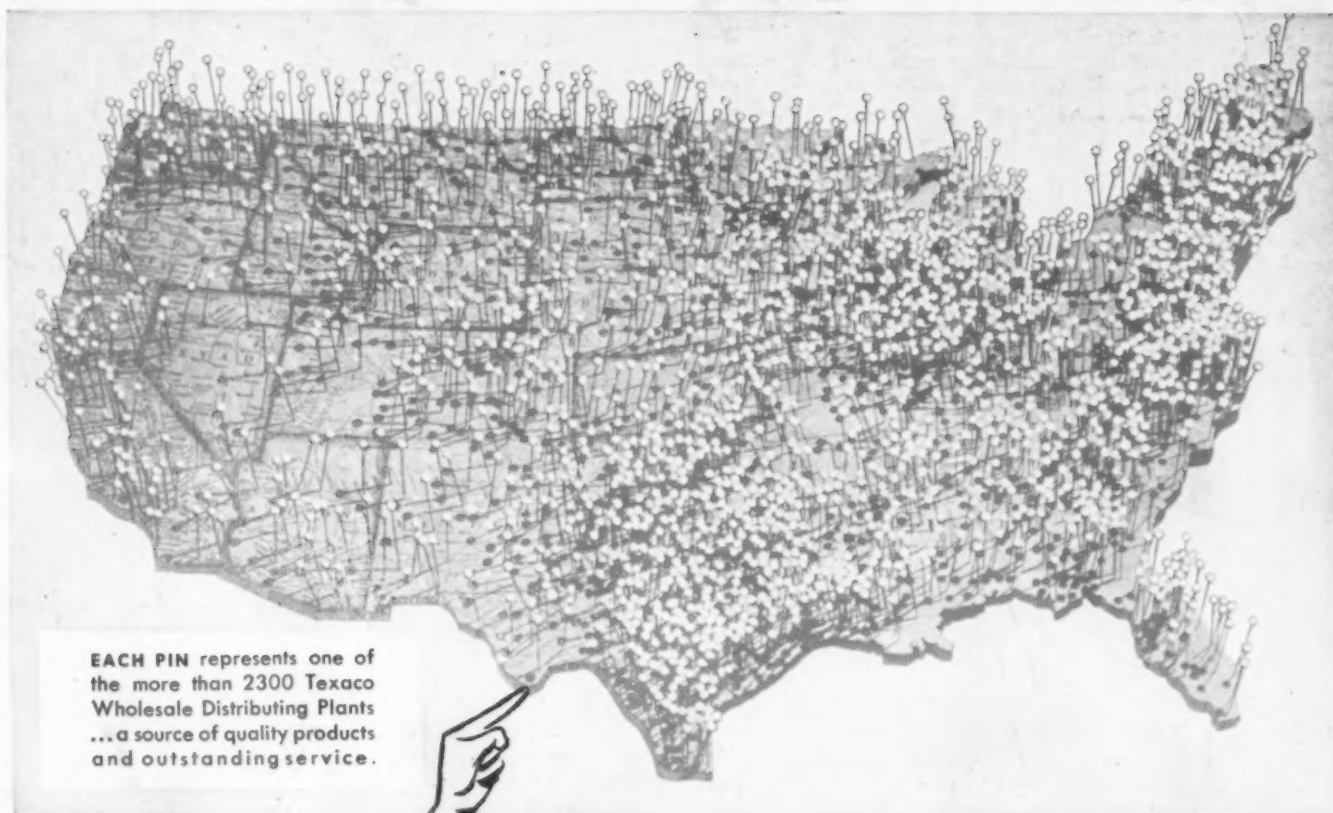 EACH PIN represents one of
the more than 2300 Texaco
Wholesale Distributing Plants
...a source of quality products
and outstanding service.